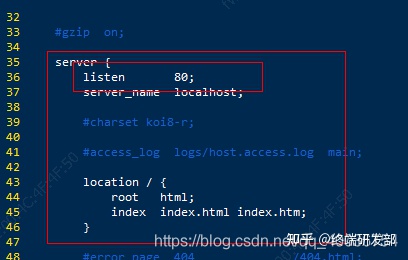 32
33 #gzip on;
34
35 server {
36 listen 80;
37 server_name localhost;
38
39 #charset koi8-r;
40
41 #access_log logs/host.access.log main;
42
43 location / {
44 root html;
45 index index.html index.htm;
46 }
47
48 #error_page 404 /404.html;
https://blog.csdn.net/qq_
知乎 @终端研发部